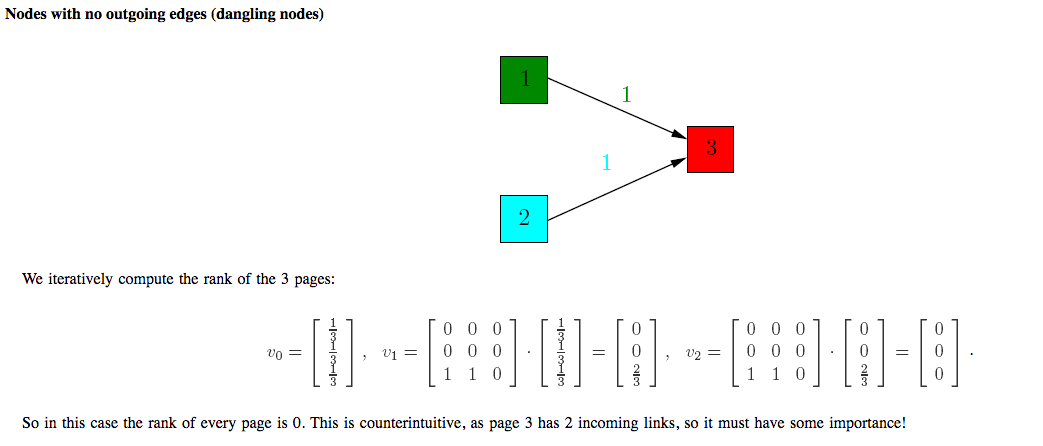 Nodes with no outgoing edges (dangling nodes)
1
1
3
1
2
We iteratively compute the rank of the 3 pages:
v₀ = [1/3 1/3 1/3], v₁ = [0 0 0; 0 0 0; 1 1 0] · [1/3 1/3 1/3] = [0 0 2/3], v₂ = [0 0 0; 0 0 0; 1 1 0] · [0 0 2/3] = [0 0 0].
So in this case the rank of every page is 0. This is counterintuitive, as page 3 has 2 incoming links, so it must have some importance!